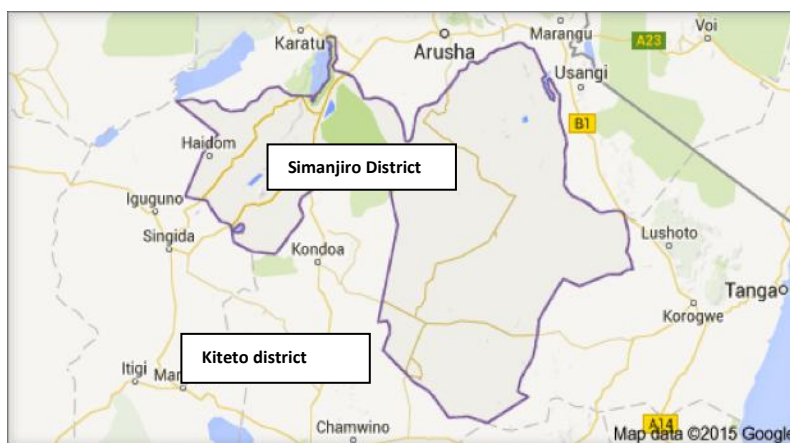 Karatu
Arusha
Marangu
Voi
A23
Usangi
B1
Haidom
Simanjiro District
Iguguno
Singida
Kondoa
Lushoto
Tanga
Korogwe
Kiteto district
Itigi
Chamwino
A14
Map data ©2015 Google